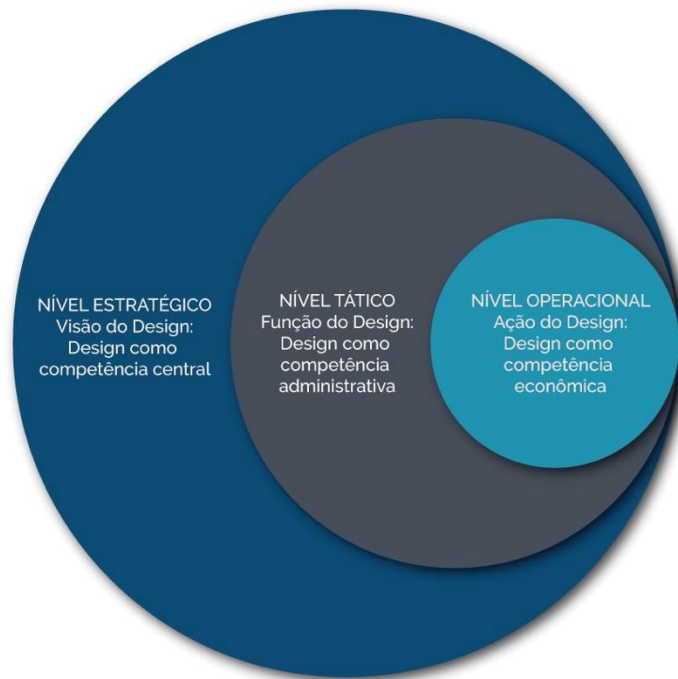 NÍVEL ESTRATÉGICO
Visão do Design:
Design como
competência central
NÍVEL TÁTICO
Função do Design:
Design como
competência
administrativa
NÍVEL OPERACIONAL
Ação do Design:
Design como
competência
econômica